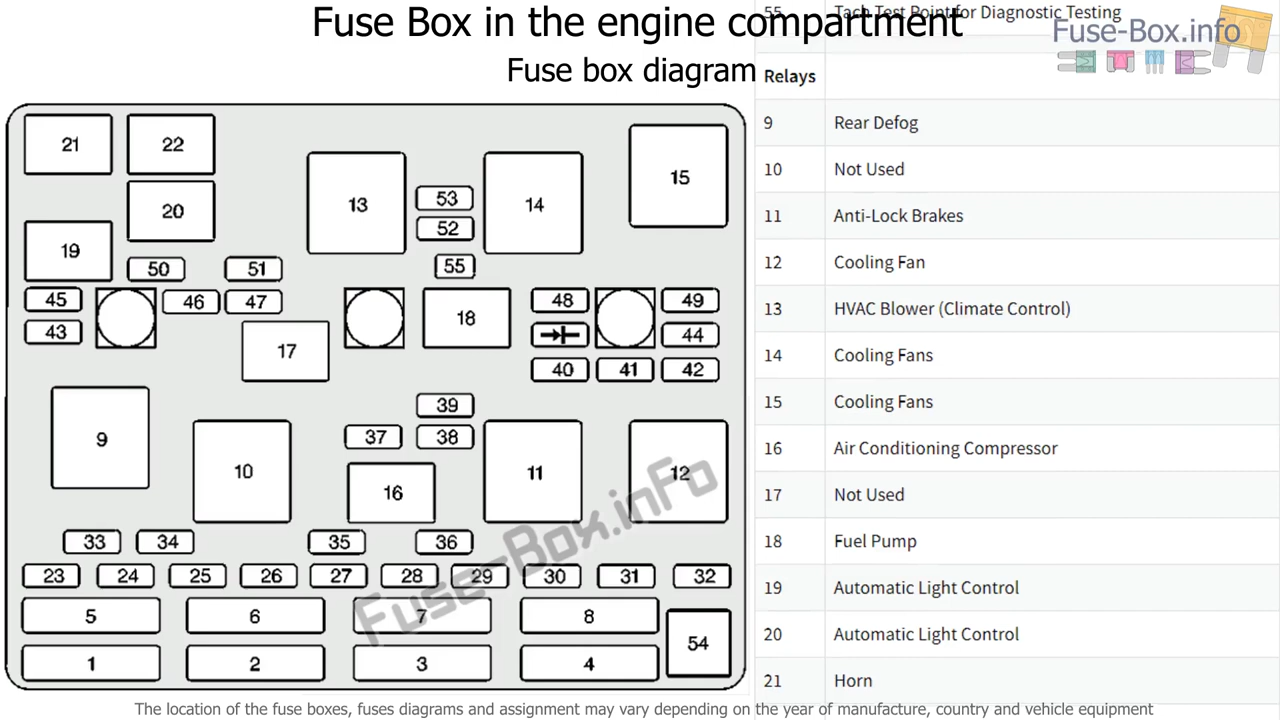 Fuse Box in the engine compartment
Fuse box diagram
55 Tach Test Point for Diagnostic Testing
Fuse-Box.info
Relays
9 Rear Defog
10 Not Used
11 Anti-Lock Brakes
12 Cooling Fan
13 HVAC Blower (Climate Control)
14 Cooling Fans
15 Cooling Fans
16 Air Conditioning Compressor
17 Not Used
18 Fuel Pump
19 Automatic Light Control
20 Automatic Light Control
21 Horn
21 22
13 53 14 15
20 52
19
50 51 55
45 46 47 18 48 49
43 17 44
40 41 42
39
9 37 38
10 16 11 12
33 34 35 36
23 24 25 26 27 28 29 30 31 32
5 6 7 8
54
1 2 3 4
Fuse-Box.inFo
The location of the fuse boxes, fuses diagrams and assignment may vary depending on the year of manufacture, country and vehicle equipment